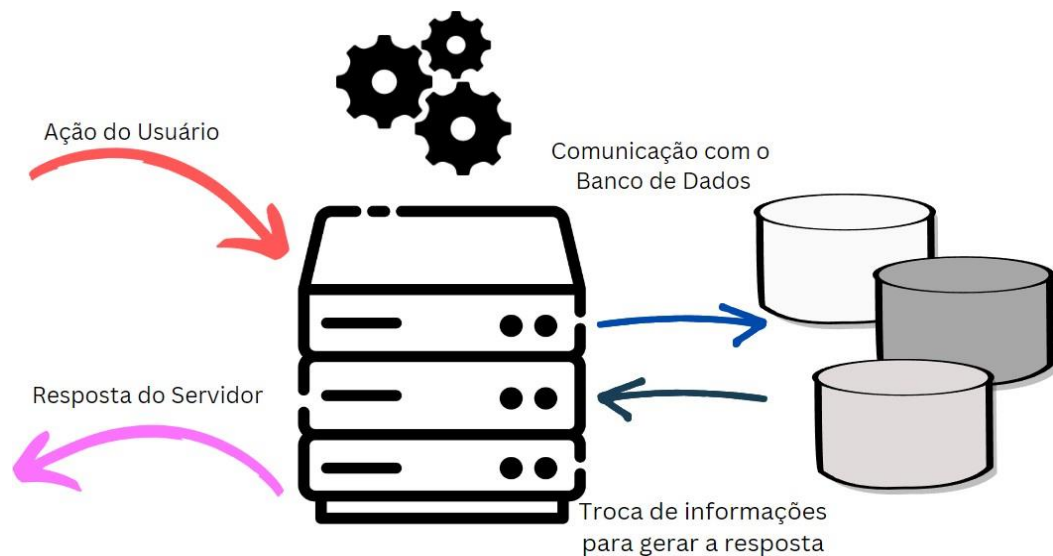 Ação do Usuário
Comunicação com o
Banco de Dados
Resposta do Servidor
Troca de informações
para gerar a resposta